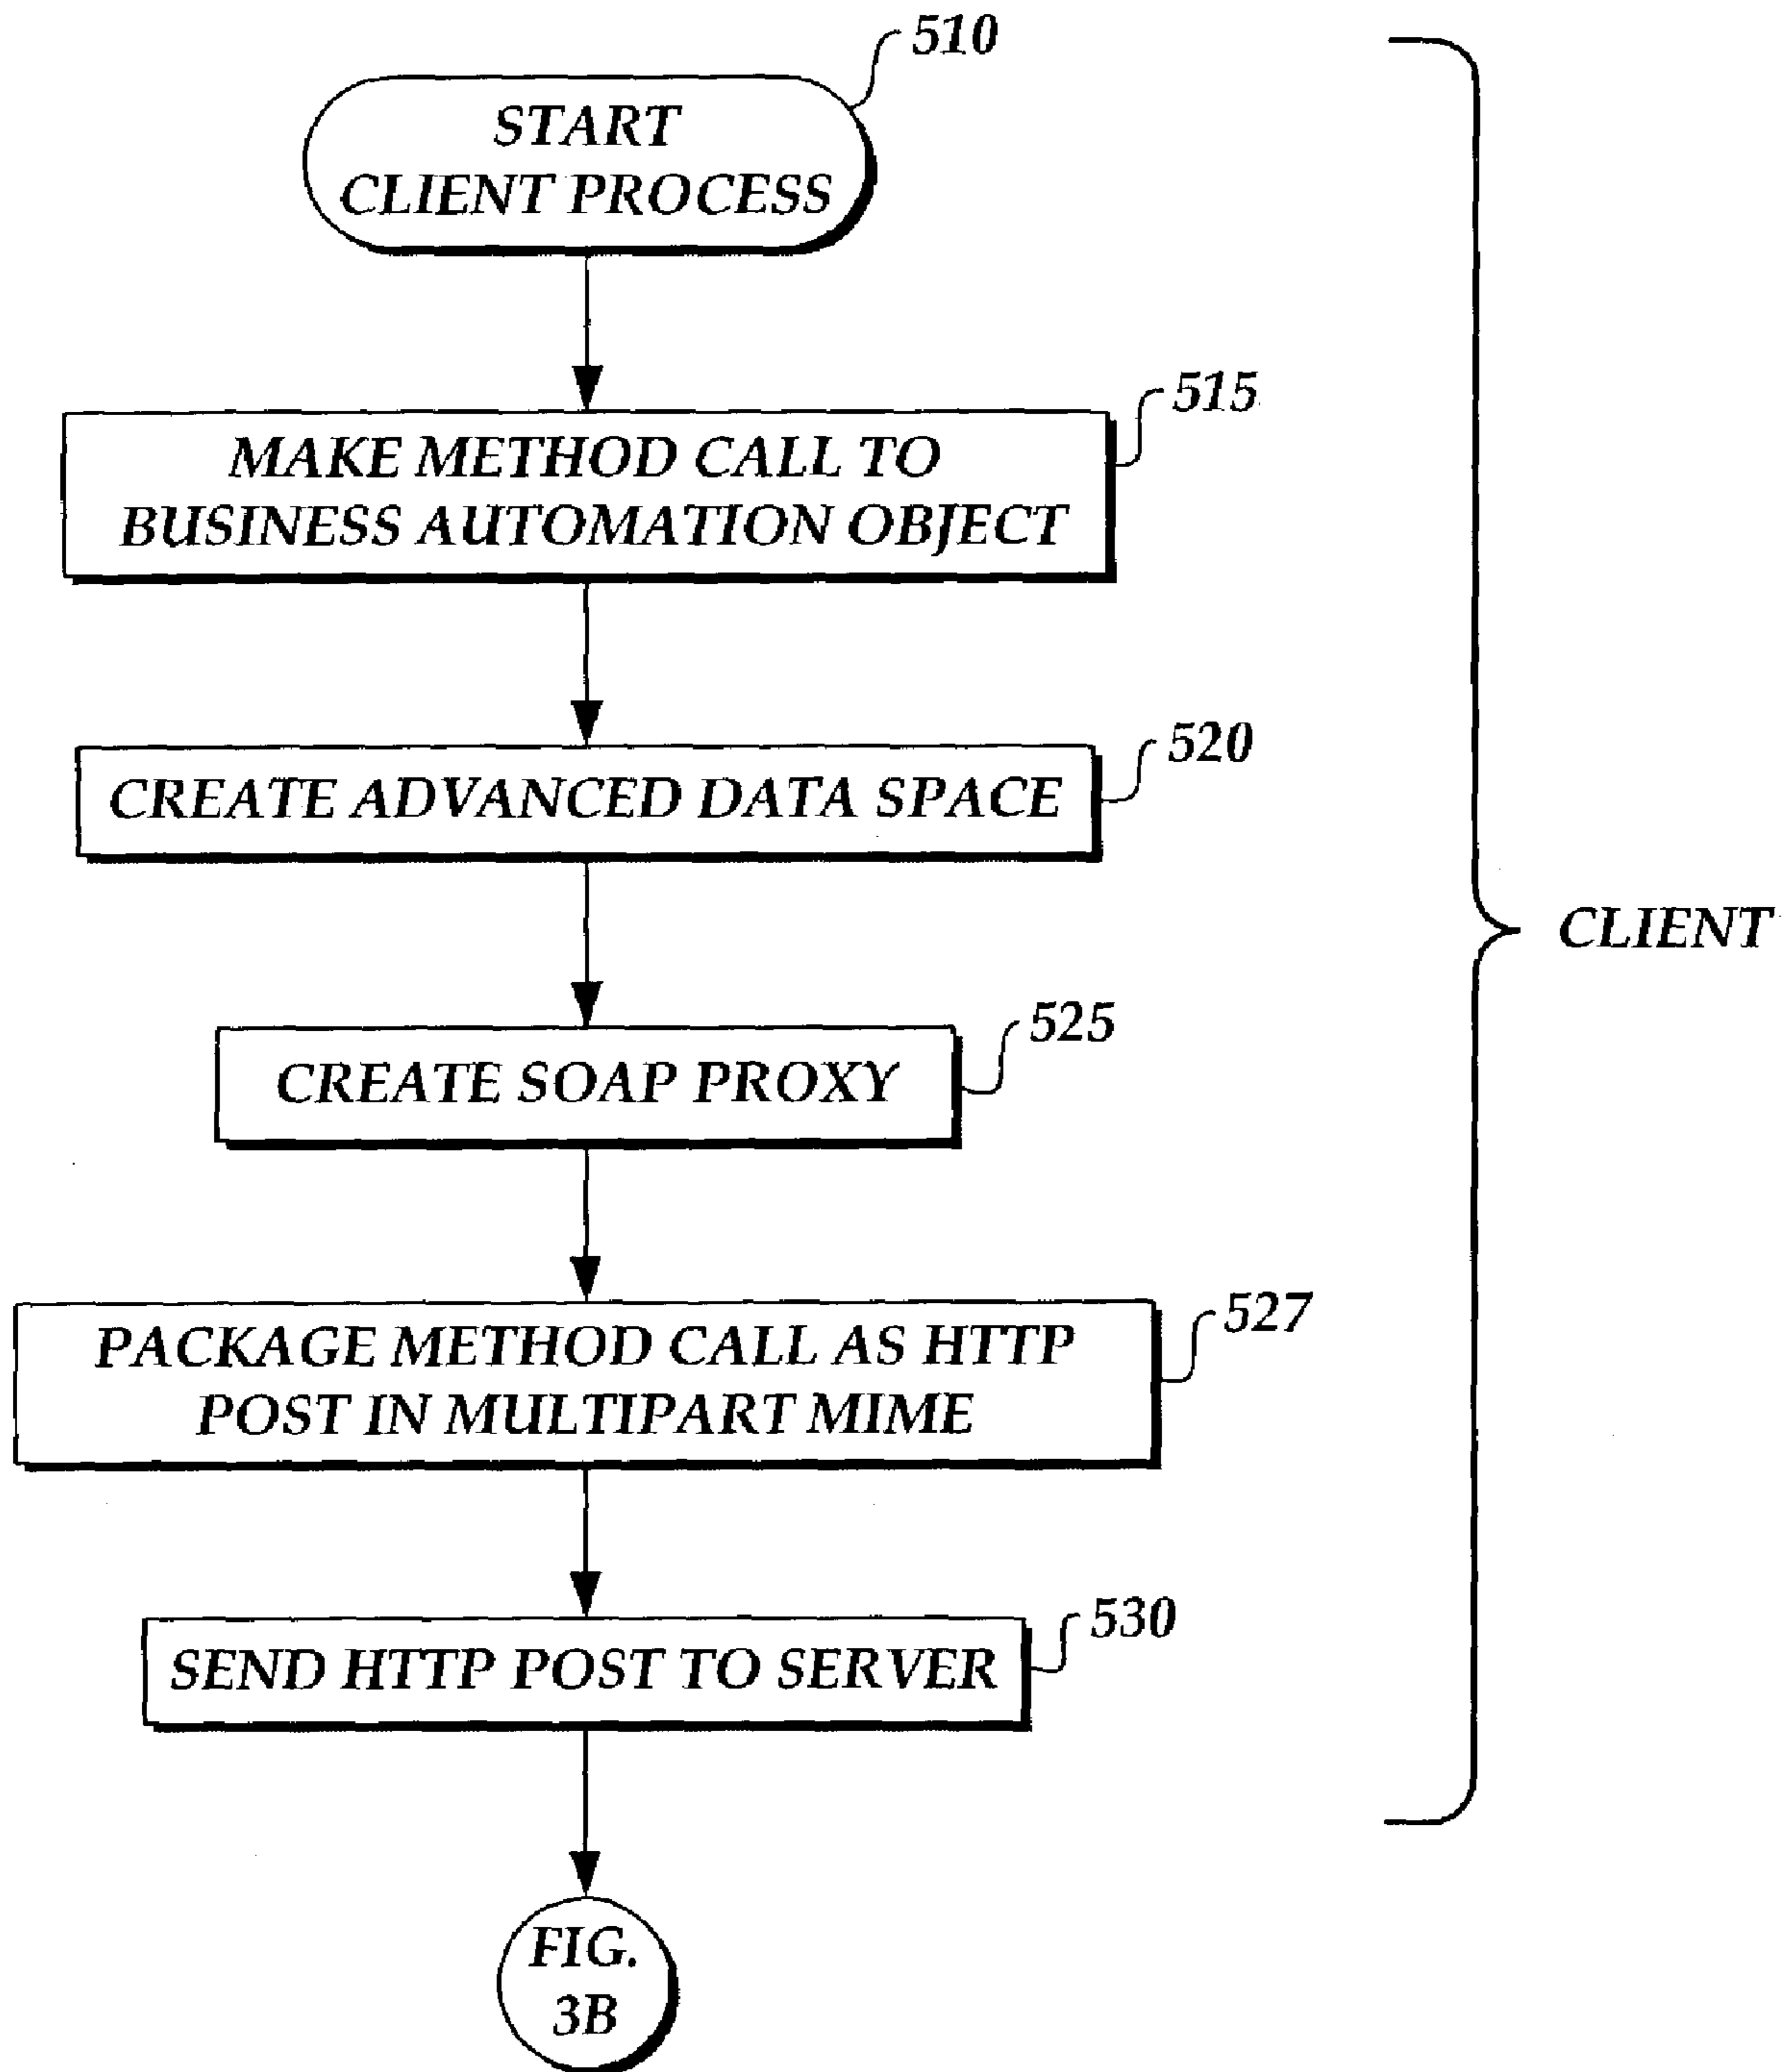 510
START
CLIENT PROCESS
515
MAKE METHOD CALL TO
BUSINESS AUTOMATION OBJECT
520
CREATE ADVANCED DATA SPACE
CLIENT
525
CREATE SOAP PROXY
527
PACKAGE METHOD CALL AS HTTP
POST IN MULTIPART MIME
530
SEND HTTP POST TO SERVER
FIG.
3B